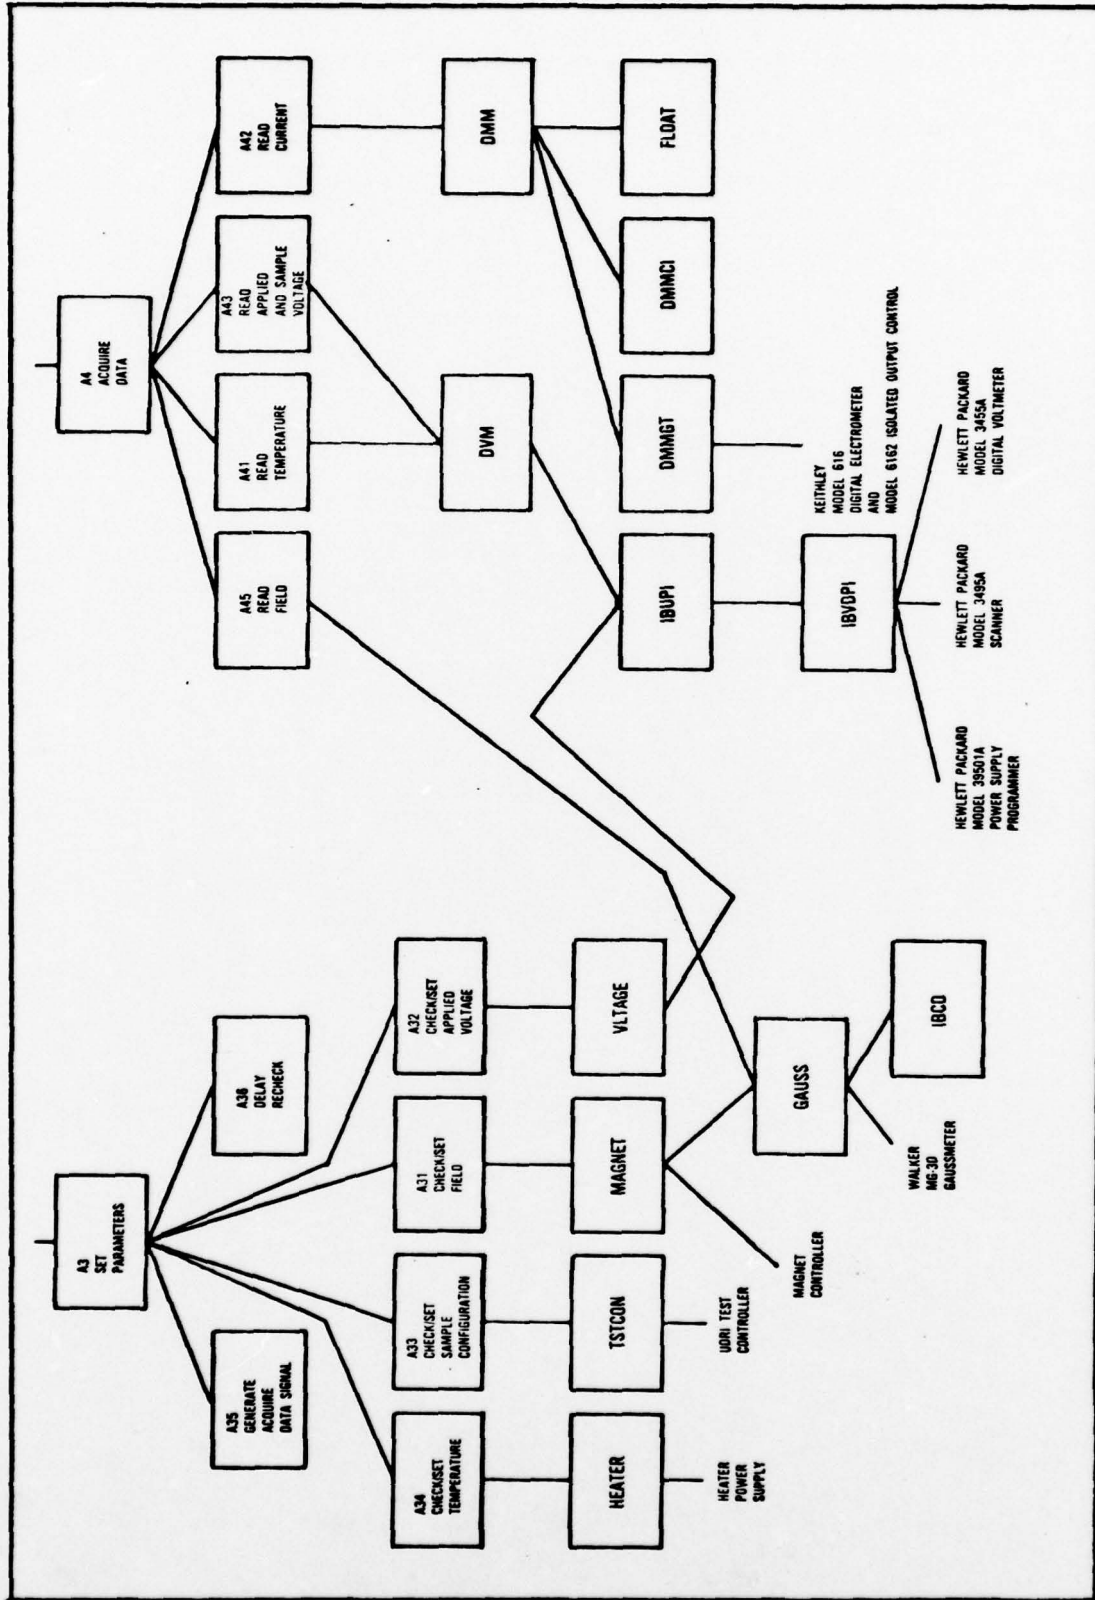 A3
SET
PARAMETERS
A35
GENERATE
ACQUIRE
DATA SIGNAL
A36
DELAY
RECHECK
A34
CHECK/SET
TEMPERATURE
A33
CHECK/SET
SAMPLE
CONFIGURATION
A31
CHECK/SET
FIELD
A32
CHECK/SET
APPLIED
VOLTAGE
HEATER
TSTCON
MAGNET
VLTAGE
HEATER
POWER
SUPPLY
UDRI TEST
CONTROLLER
MAGNET
CONTROLLER
GAUSS
WALKER
MG-3D
GAUSSMETER
IBCD
A4
ACQUIRE
DATA
A45
READ
FIELD
A41
READ
TEMPERATURE
A43
READ
APPLIED
AND SAMPLE
VOLTAGE
A42
READ
CURRENT
DVM
DMM
IBUPI
DMMGT
DMMCI
FLOAT
IBVDPI
KEITHLEY
MODEL 616
DIGITAL ELECTROMETER
AND
MODEL 6162 ISOLATED OUTPUT CONTROL
HEWLETT PACKARD
MODEL 39501A
POWER SUPPLY
PROGRAMMER
HEWLETT PACKARD
MODEL 3495A
SCANNER
HEWLETT PACKARD
MODEL 3455A
DIGITAL VOLTMETER